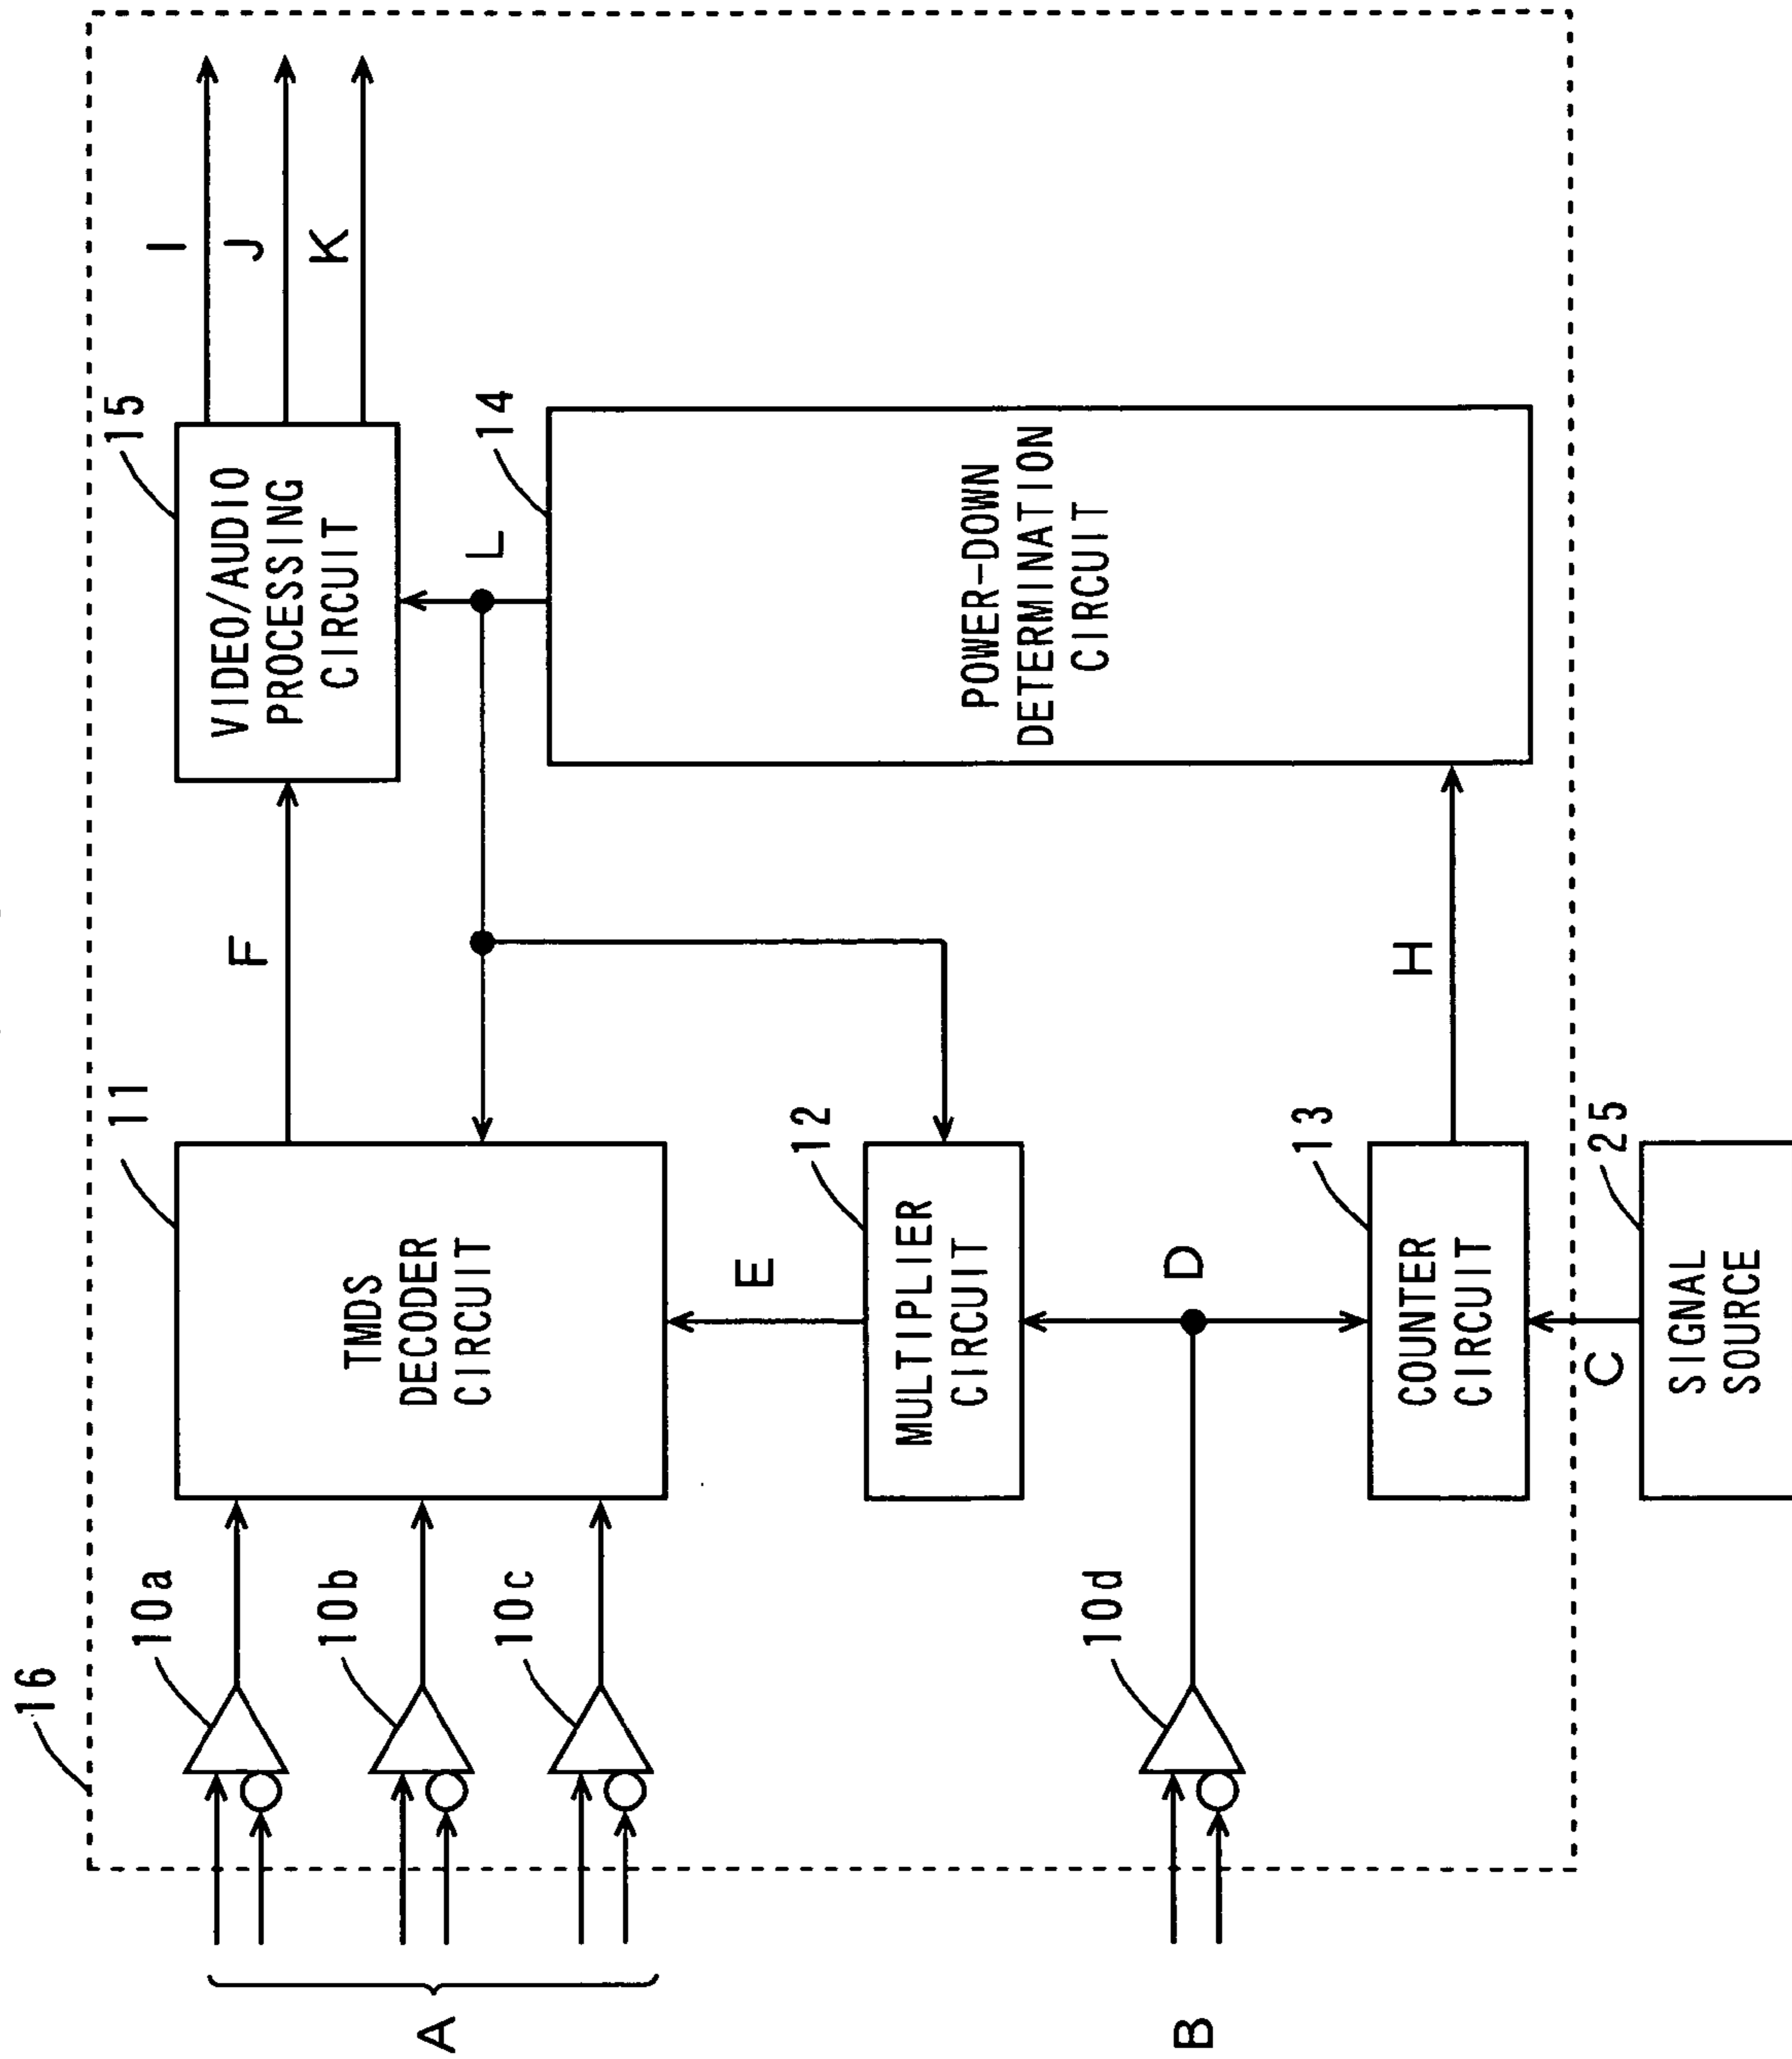 16
A
10a
10b
10c
11
TMDS
DECODER
CIRCUIT
F
15
VIDEO/AUDIO
PROCESSING
CIRCUIT
I
J
K
L
14
POWER-DOWN
DETERMINATION
CIRCUIT
E
12
MULTIPLIER
CIRCUIT
B
10d
D
13
COUNTER
CIRCUIT
H
C
25
SIGNAL
SOURCE